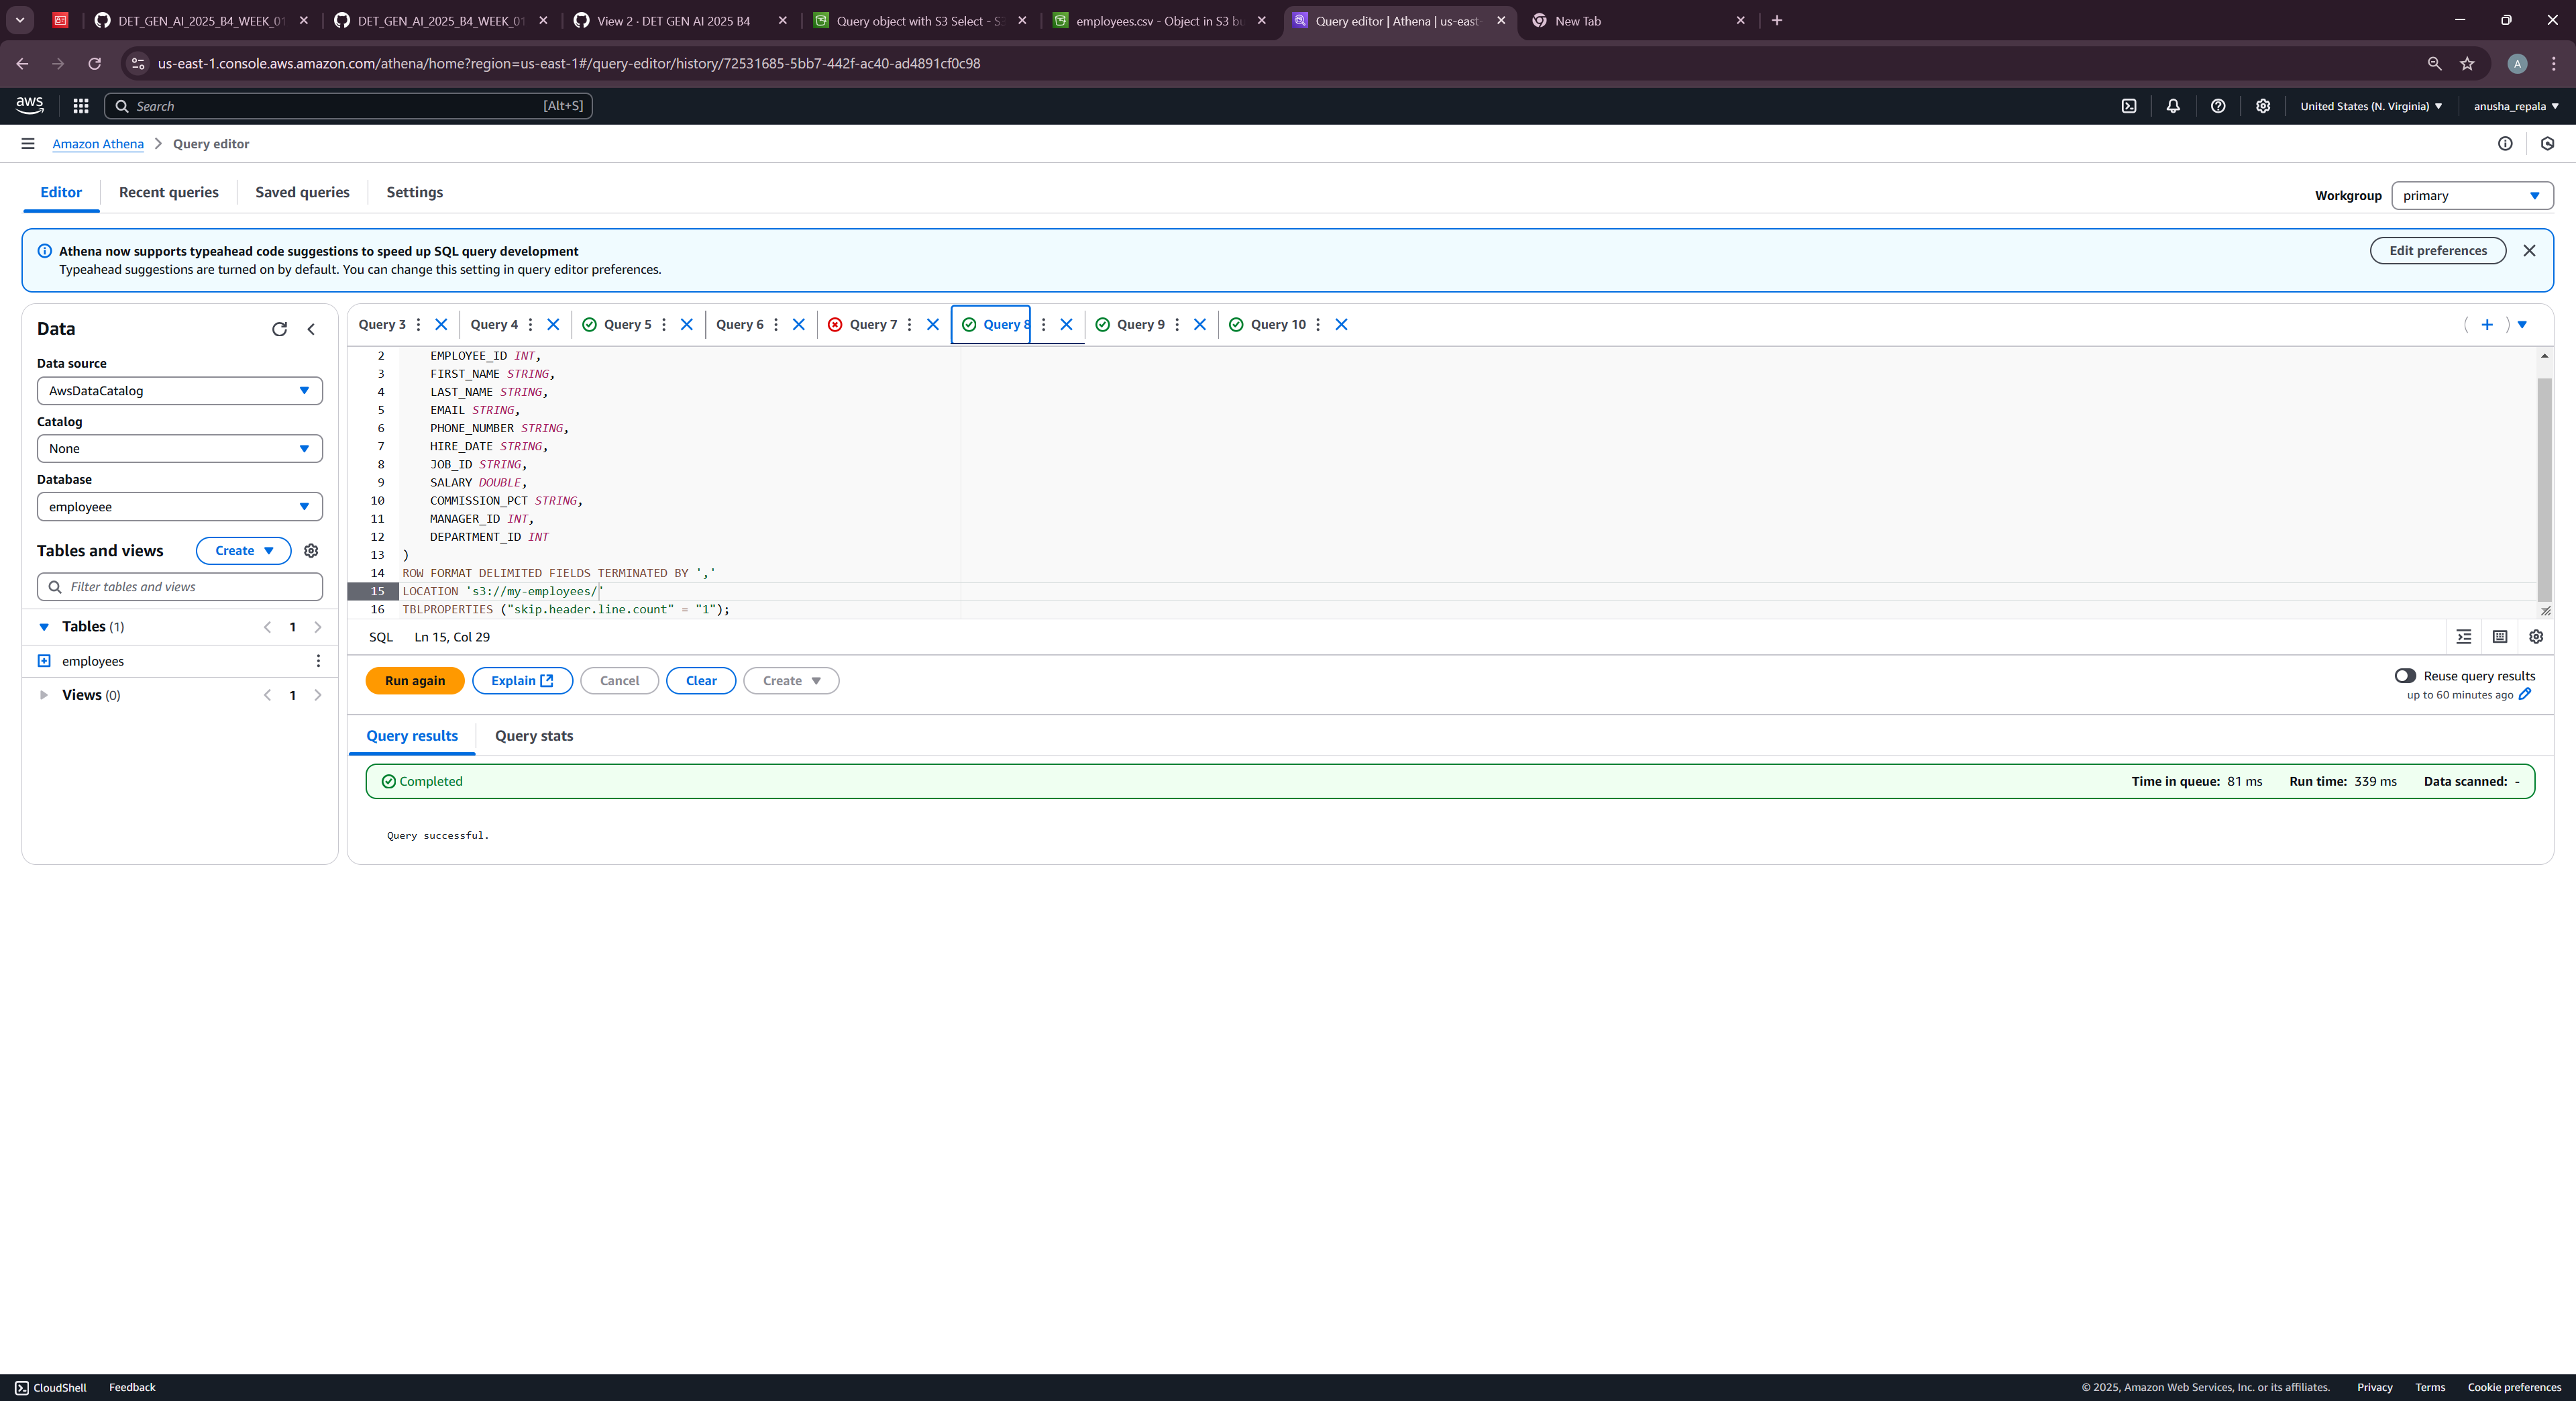 DET_GEN_AI_2025_B4_WEEK_01
DET_GEN_AI_2025_B4_WEEK_01
View 2 · DET GEN AI 2025 B4
Query object with S3 Select - S3
employees.csv - Object in S3 bu
Query editor | Athena | us-east-
New Tab
us-east-1.console.aws.amazon.com/athena/home?region=us-east-1#/query-editor/history/72531685-5bb7-442f-ac40-ad4891cf0c98
A
aws
Search
[Alt+S]
United States (N. Virginia)
anusha_repala
Amazon Athena
Query editor
Editor
Recent queries
Saved queries
Settings
Workgroup
primary
Athena now supports typeahead code suggestions to speed up SQL query development
Typeahead suggestions are turned on by default. You can change this setting in query editor preferences.
Edit preferences
Data
Data source
AwsDataCatalog
Catalog
None
Database
employeee
Tables and views
Create
Filter tables and views
Tables (1)
1
employees
Views (0)
1
Query 3
Query 4
Query 5
Query 6
Query 7
Query 8
Query 9
Query 10
2 EMPLOYEE_ID INT,
3 FIRST_NAME STRING,
4 LAST_NAME STRING,
5 EMAIL STRING,
6 PHONE_NUMBER STRING,
7 HIRE_DATE STRING,
8 JOB_ID STRING,
9 SALARY DOUBLE,
10 COMMISSION_PCT STRING,
11 MANAGER_ID INT,
12 DEPARTMENT_ID INT
13 )
14 ROW FORMAT DELIMITED FIELDS TERMINATED BY ','
15 LOCATION 's3://my-employees/'
16 TBLPROPERTIES ("skip.header.line.count" = "1");
SQL
Ln 15, Col 29
Run again
Explain
Cancel
Clear
Create
Reuse query results
up to 60 minutes ago
Query results
Query stats
Completed
Time in queue: 81 ms
Run time: 339 ms
Data scanned: -
Query successful.
CloudShell
Feedback
© 2025, Amazon Web Services, Inc. or its affiliates.
Privacy
Terms
Cookie preferences